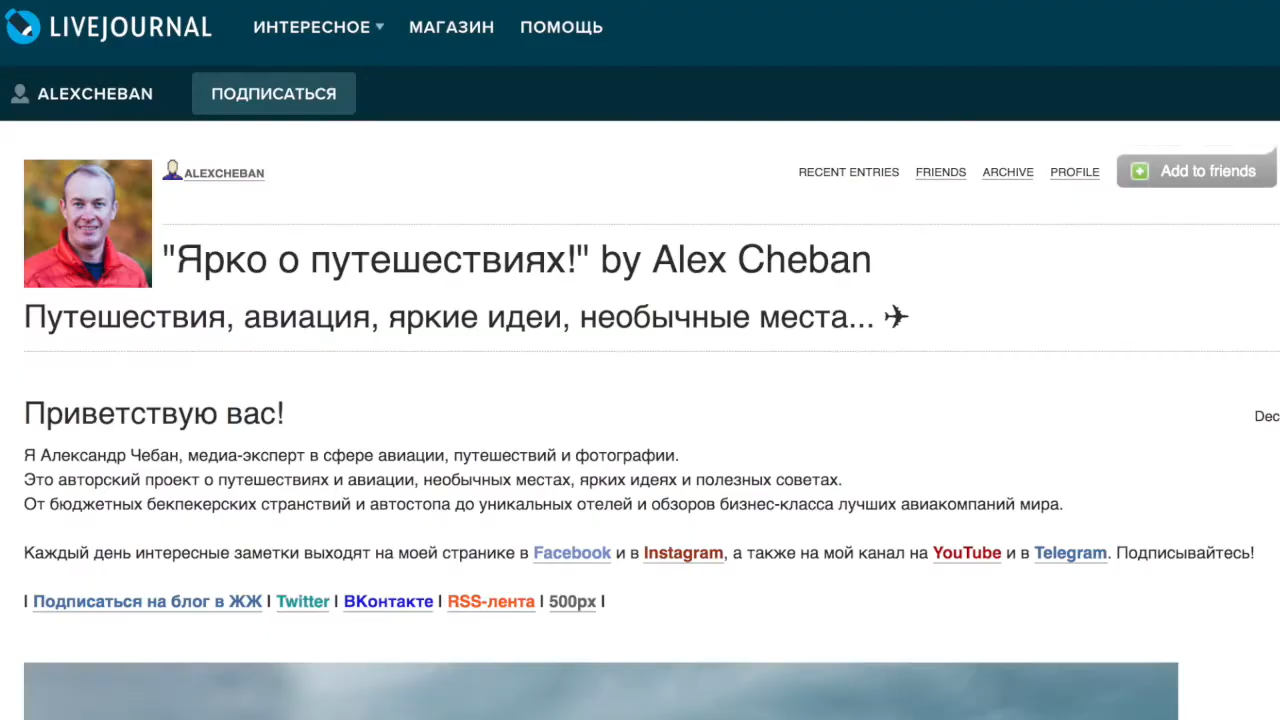 LIVEJOURNAL ИНТЕРЕСНОЕ МАГАЗИН ПОМОЩЬ
ALEXCHEBAN ПОДПИСАТЬСЯ
ALEXCHEBAN RECENT ENTRIES FRIENDS ARCHIVE PROFILE Add to friends
"Ярко о путешествиях!" by Alex Cheban
Путешествия, авиация, яркие идеи, необычные места... ✈
Приветствую вас! Dec
Я Александр Чебан, медиа-эксперт в сфере авиации, путешествий и фотографии.
Это авторский проект о путешествиях и авиации, необычных местах, ярких идеях и полезных советах.
От бюджетных бекпекерских странствий и автостопа до уникальных отелей и обзоров бизнес-класса лучших авиакомпаний мира.
Каждый день интересные заметки выходят на моей станике в Facebook и в Instagram, а также на мой канал на YouTube и в Telegram. Подписывайтесь!
| Подписаться на блог в ЖЖ | Twitter | ВКонтакте | RSS-лента | 500px |